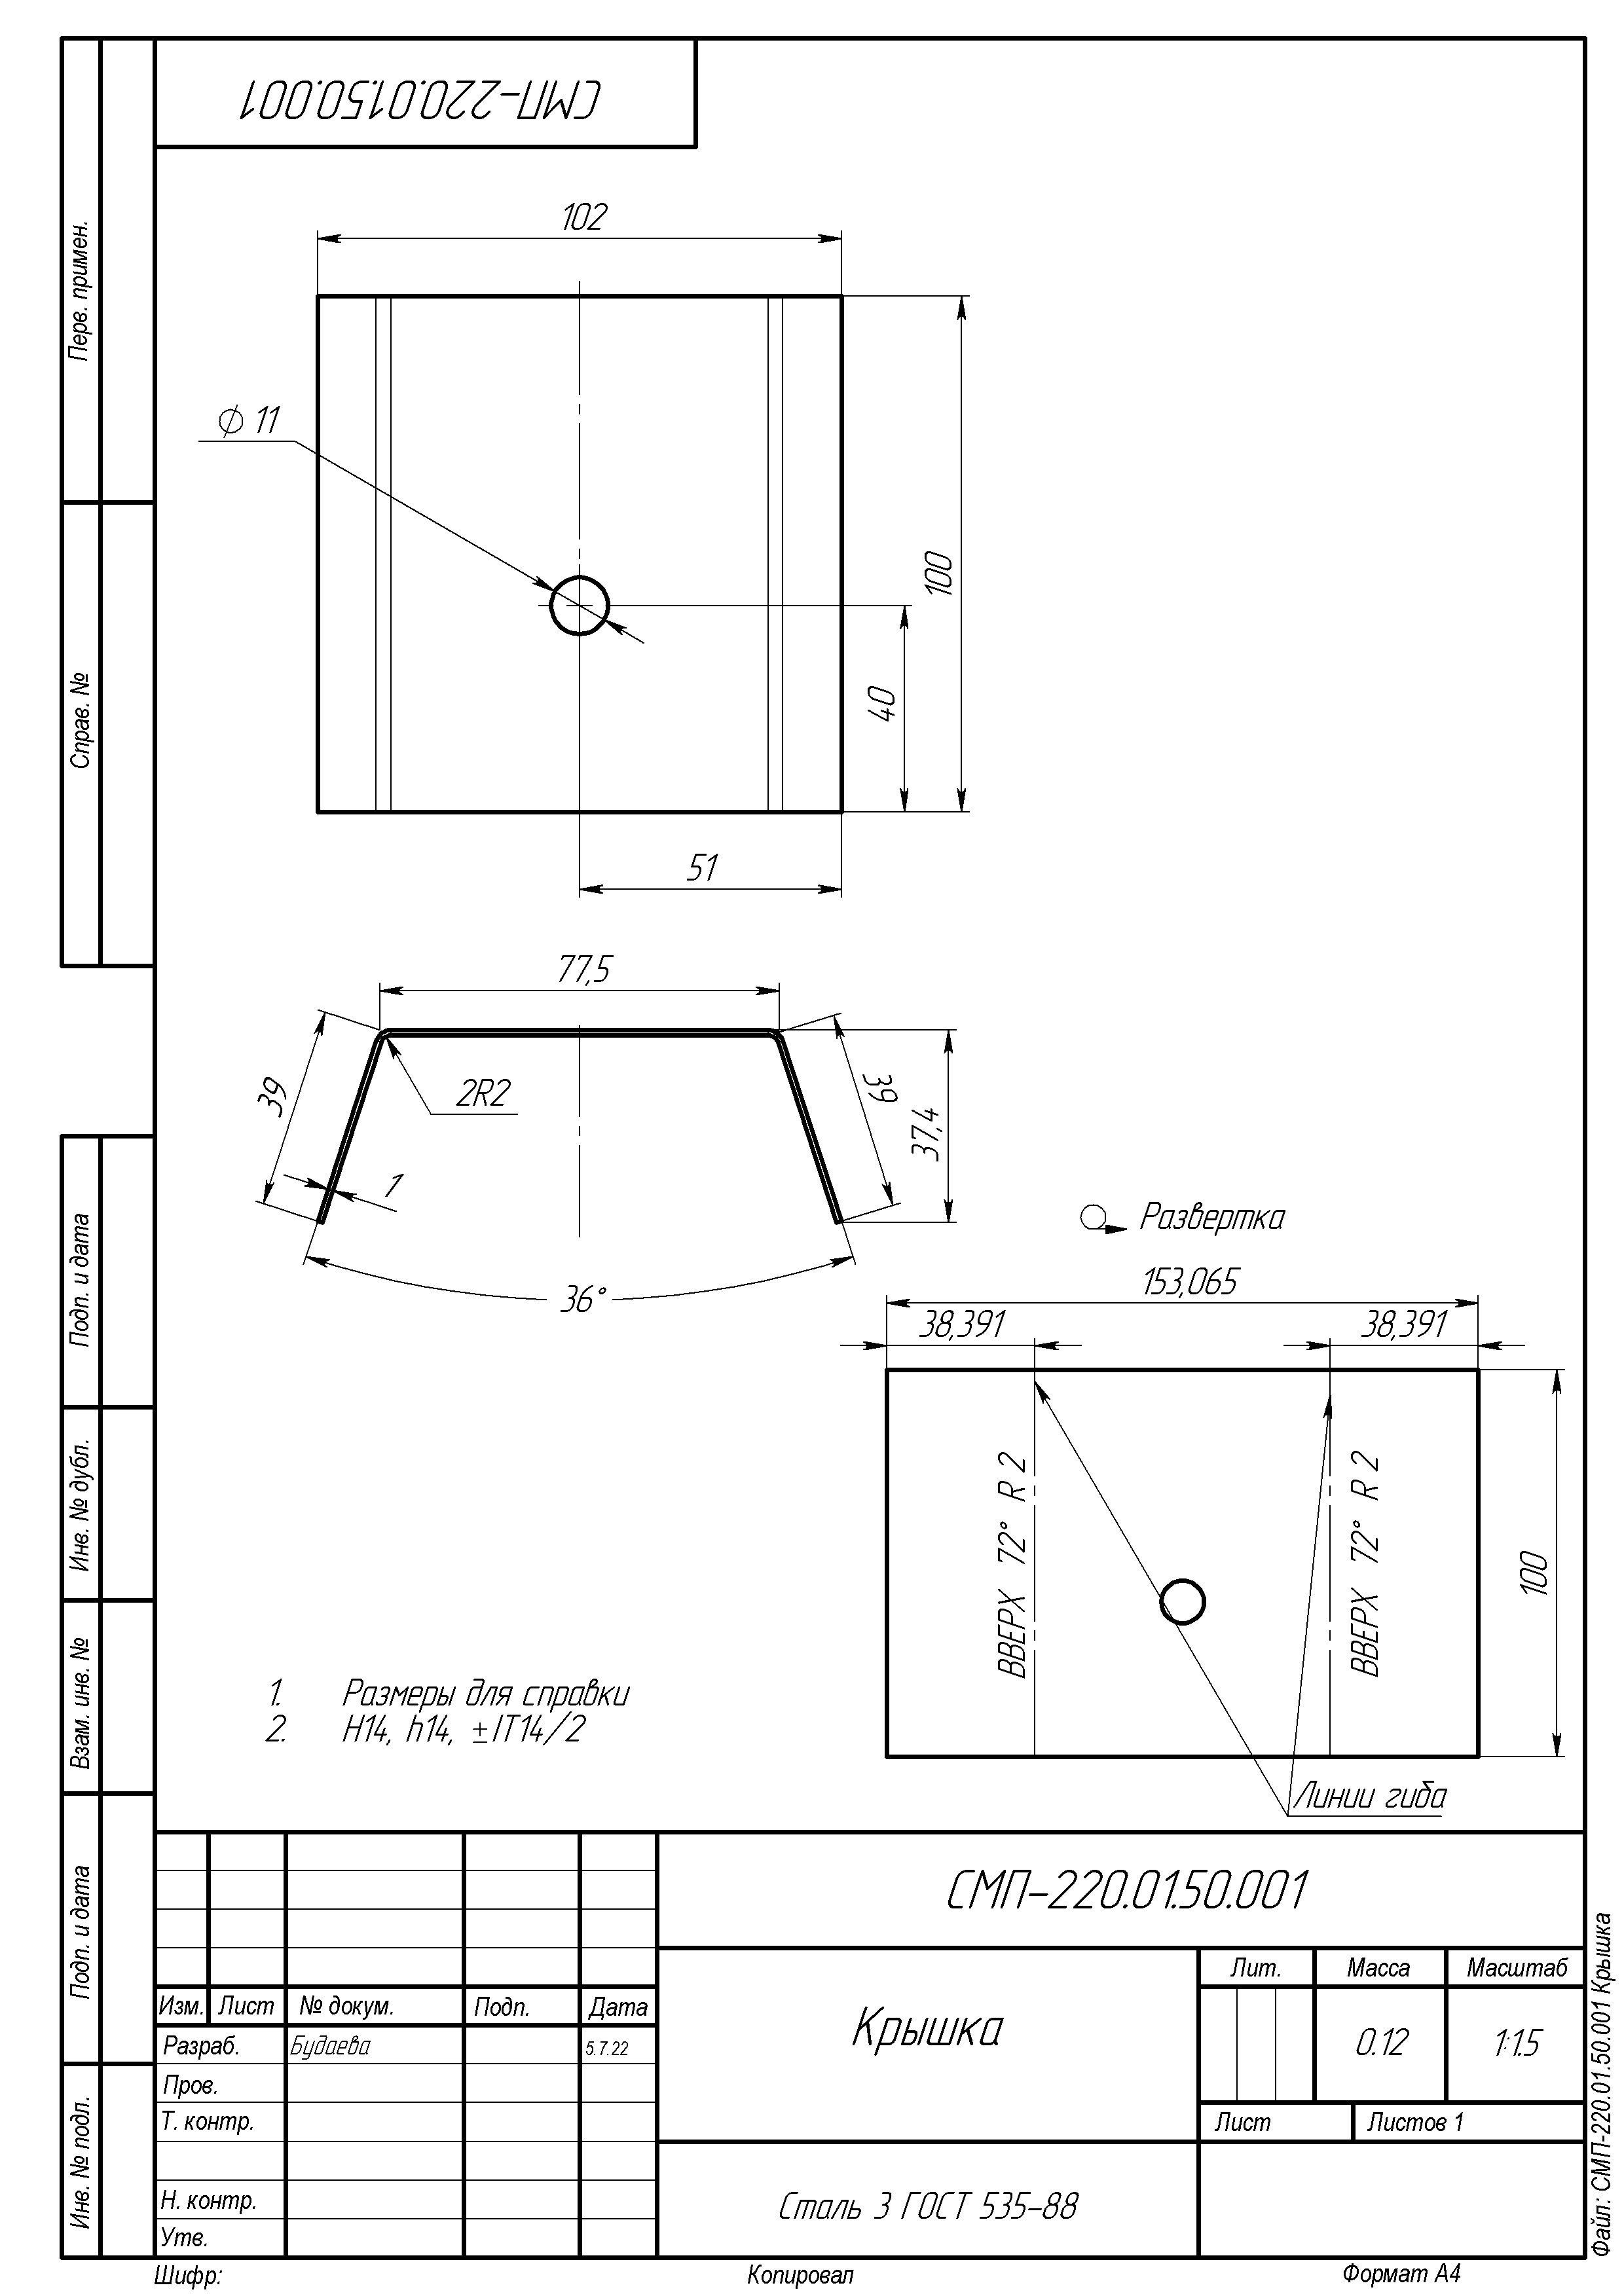 СМП-220.01.50.001
Перв. примен.
Справ. №
Подп. и дата
Инв. № дубл.
Взам. инв. №
Подп. и дата
Инв. № подл.
102
⌀ 11
100
40
51
77,5
39
39
2R2
37,4
1
36°
Развертка
153,065
38,391
38,391
ВВЕРХ 72° R 2
ВВЕРХ 72° R 2
100
Линии гиба
1. Размеры для справки
2. H14, h14, ±IT14/2
СМП-220.01.50.001
Крышка
Лит. Масса Масштаб
0.12 1:1.5
Лист Листов 1
Изм. Лист № докум. Подп. Дата
Разраб. Будаева 5.7.22
Пров.
Т. контр.
Н. контр.
Утв.
Сталь 3 ГОСТ 535-88
Шифр: Копировал Формат А4
Файл: СМП-220.01.50.001 Крышка